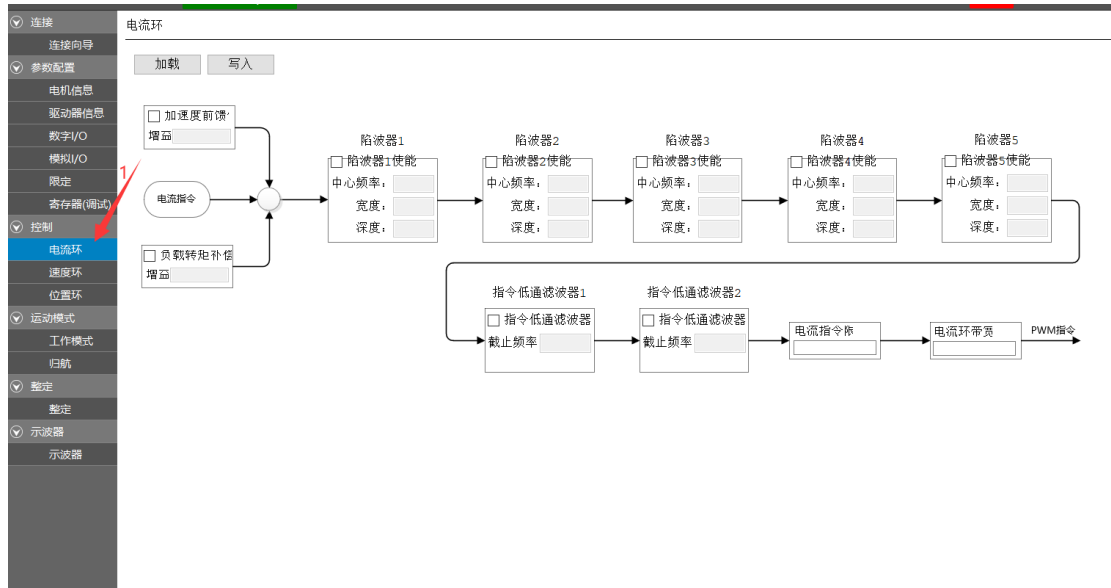 连接
连接向导
参数配置
电机信息
驱动器信息
数字I/O
模拟I/O
限定
寄存器(调试)
控制
电流环
速度环
位置环
运动模式
工作模式
归航
整定
整定
示波器
示波器
1
电流环
加载
写入
加速度前馈
增益
电流指令
负载转矩补偿
增益
陷波器1
陷波器1使能
中心频率：
宽度：
深度：
陷波器2
陷波器2使能
中心频率：
宽度：
深度：
陷波器3
陷波器3使能
中心频率：
宽度：
深度：
陷波器4
陷波器4使能
中心频率：
宽度：
深度：
陷波器5
陷波器5使能
中心频率：
宽度：
深度：
指令低通滤波器1
指令低通滤波器
截止频率
指令低通滤波器2
指令低通滤波器
截止频率
电流指令限
电流环带宽
PWM指令